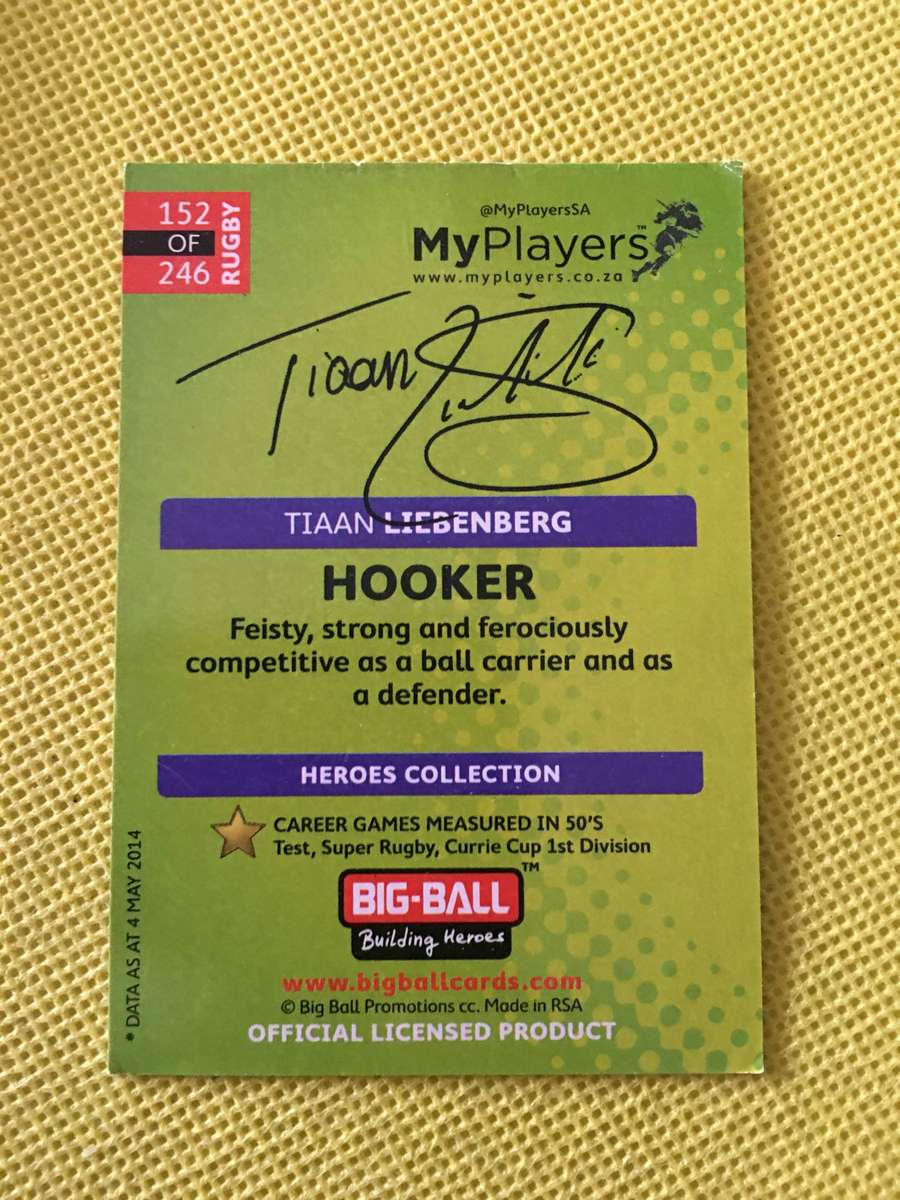 152
OF
246
RUGBY
@MyPlayersSA
MyPlayers™
www.myplayers.co.za
Tiaan
TIAAN LIEBENBERG
HOOKER
Feisty, strong and ferociously
competitive as a ball carrier and as
a defender.
HEROES COLLECTION
CAREER GAMES MEASURED IN 50'S
Test, Super Rugby, Currie Cup 1st Division
BIG-BALL™
Building Heroes
www.bigballcards.com
© Big Ball Promotions cc. Made in RSA
OFFICIAL LICENSED PRODUCT
* DATA AS AT 4 MAY 2014